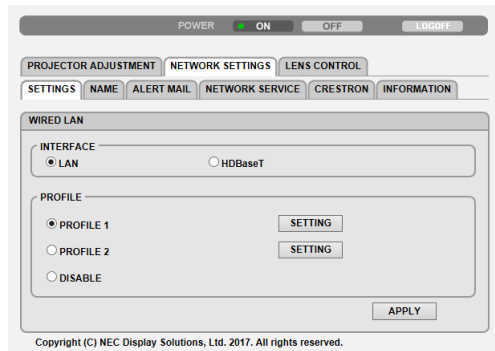 POWER ON OFF LOGOFF
PROJECTOR ADJUSTMENT NETWORK SETTINGS LENS CONTROL
SETTINGS NAME ALERT MAIL NETWORK SERVICE CRESTRON INFORMATION
WIRED LAN
INTERFACE
LAN HDBaseT
PROFILE
PROFILE 1 SETTING
PROFILE 2 SETTING
DISABLE
APPLY
Copyright (C) NEC Display Solutions, Ltd. 2017. All rights reserved.